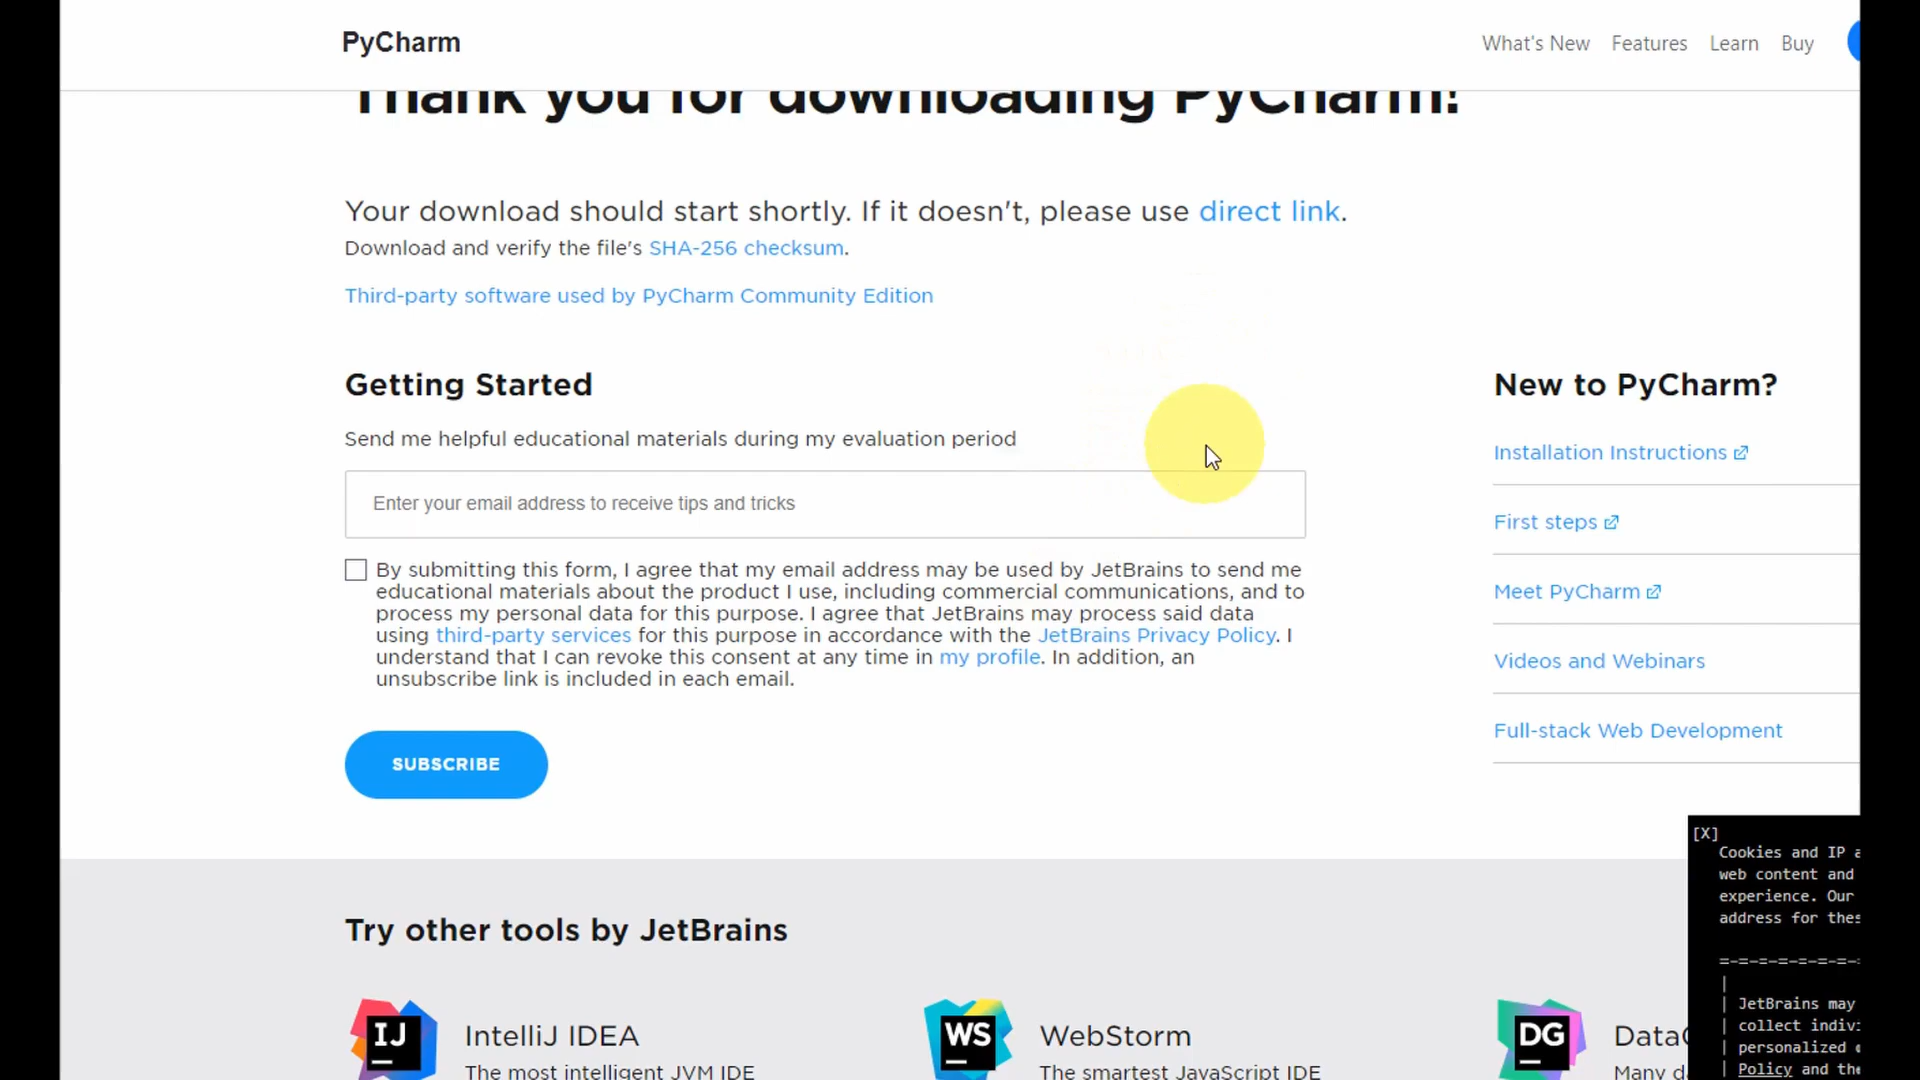 PyCharm
What's New Features Learn Buy
Thank you for downloading PyCharm!
Your download should start shortly. If it doesn't, please use direct link.
Download and verify the file's SHA-256 checksum.
Third-party software used by PyCharm Community Edition
Getting Started
Send me helpful educational materials during my evaluation period
Enter your email address to receive tips and tricks
By submitting this form, I agree that my email address may be used by JetBrains to send me
educational materials about the product I use, including commercial communications, and to
process my personal data for this purpose. I agree that JetBrains may process said data
using third-party services for this purpose in accordance with the JetBrains Privacy Policy. I
understand that I can revoke this consent at any time in my profile. In addition, an
unsubscribe link is included in each email.
SUBSCRIBE
New to PyCharm?
Installation Instructions
First steps
Meet PyCharm
Videos and Webinars
Full-stack Web Development
Try other tools by JetBrains
IJ
IntelliJ IDEA
The most intelligent JVM IDE
WS
WebStorm
The smartest JavaScript IDE
DG
Many
[X]
Cookies and IP
web content and
experience. Our
address for
=-=-=-=-=-=-=-
JetBrains may
collect
personalized
Policy and